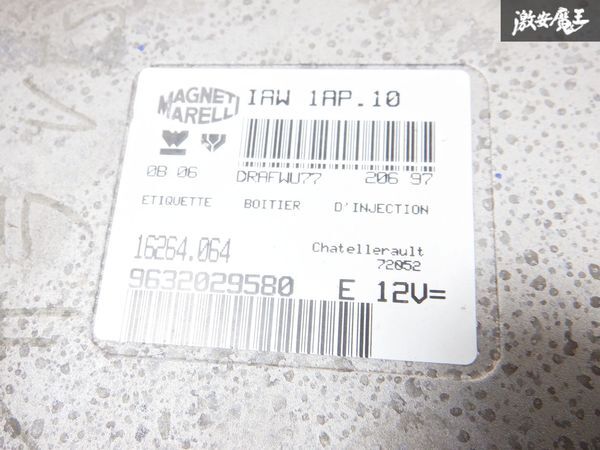 激安魔王
MAGNETI MARELLI
IAW 1AP.10
08 06 DRAFWU77 206 97
ETIQUETTE BOITIER D'INJECTION
16264.064
Chatellerault
72052
9632029580 E 12V=